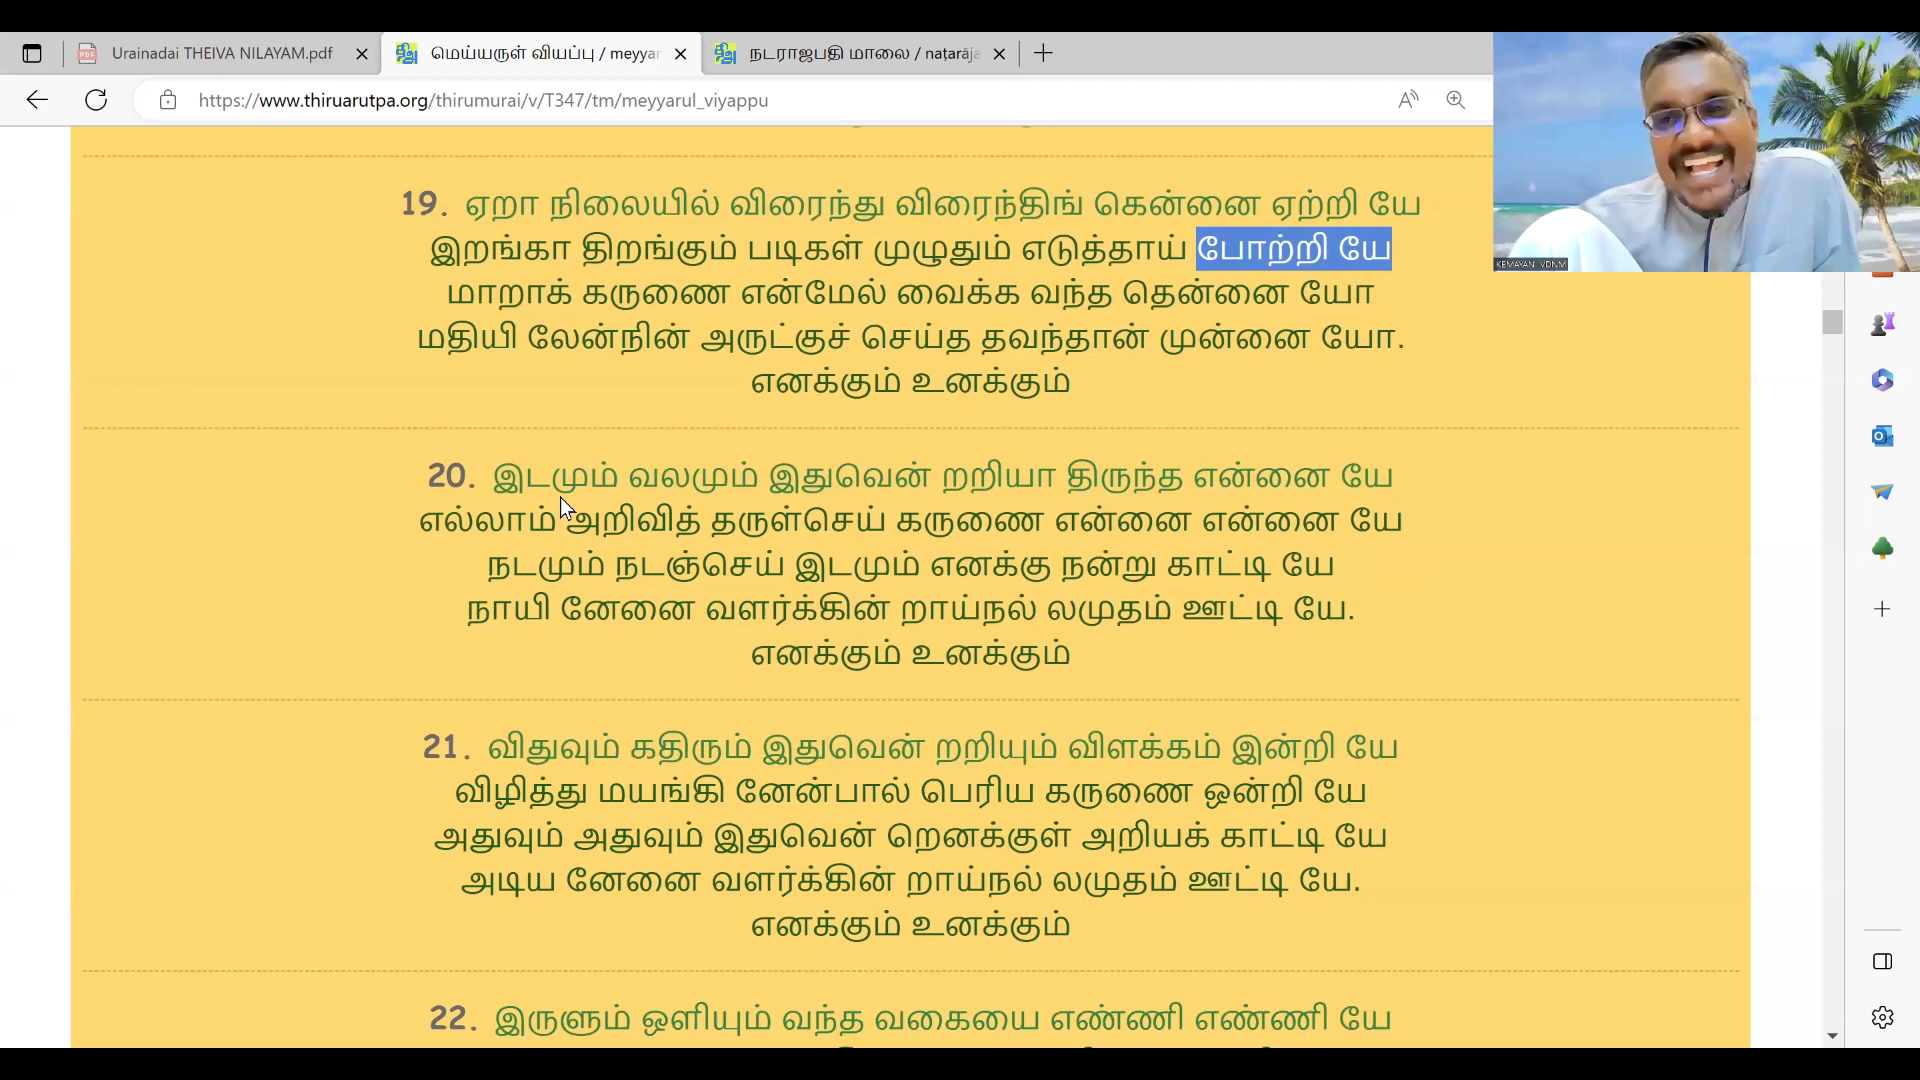 Urainadai THEIVA NILAYAM.pdf
மெய்யருள் வியப்பு / meyyar
நடராஜபதி மாலை / naṭarāja
https://www.thiruarutpa.org/thirumurai/v/T347/tm/meyyarul_viyappu
KEMAYAN_VDNM
19. ஏறா நிலையில் விரைந்து விரைந்திங் கென்னை ஏற்றி யே
இறங்கா திறங்கும் படிகள் முழுதும் எடுத்தாய் போற்றி யே
மாறாக் கருணை என்மேல் வைக்க வந்த தென்னை யோ
மதியி லேன்நின் அருட்குச் செய்த தவந்தான் முன்னை யோ.
எனக்கும் உனக்கும்
20. இடமும் வலமும் இதுவென் றறியா திருந்த என்னை யே
எல்லாம் அறிவித் தருள்செய் கருணை என்னை என்னை யே
நடமும் நடஞ்செய் இடமும் எனக்கு நன்று காட்டி யே
நாயி னேனை வளர்க்கின் றாய்நல் லமுதம் ஊட்டி யே.
எனக்கும் உனக்கும்
21. விதுவும் கதிரும் இதுவென் றறியும் விளக்கம் இன்றி யே
விழித்து மயங்கி னேன்பால் பெரிய கருணை ஒன்றி யே
அதுவும் அதுவும் இதுவென் றெனக்குள் அறியக் காட்டி யே
அடிய னேனை வளர்க்கின் றாய்நல் லமுதம் ஊட்டி யே.
எனக்கும் உனக்கும்
22. இருளும் ஒளியும் வந்த வகையை எண்ணி எண்ணி யே